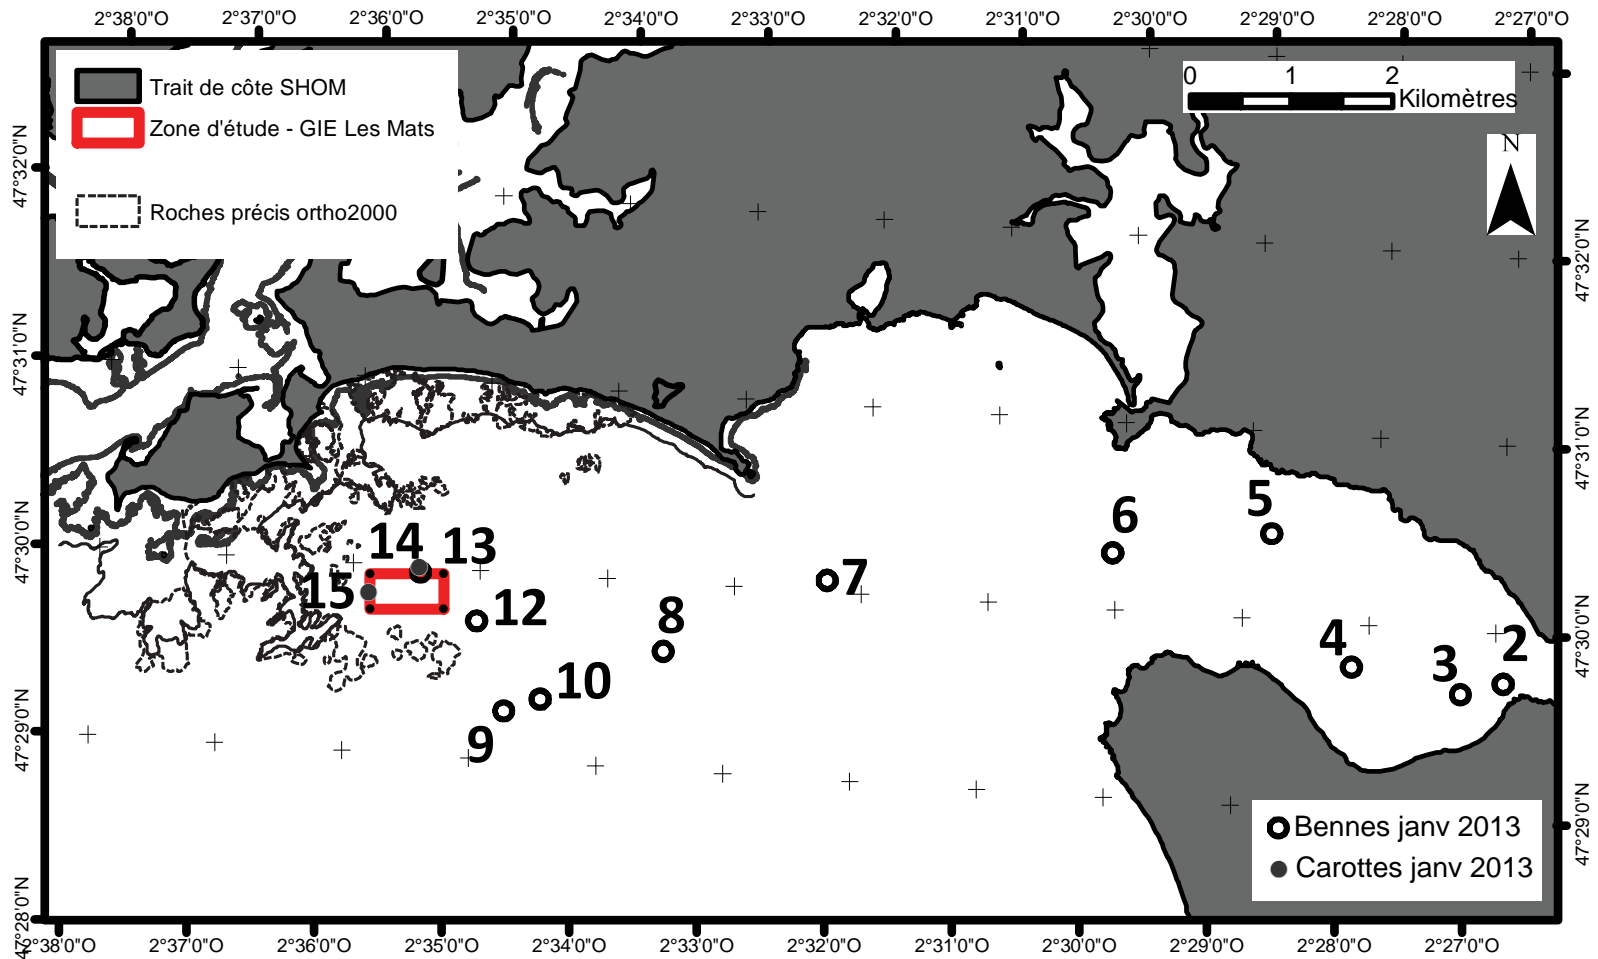 2°38'0"O 2°37'0"O 2°36'0"O 2°35'0"O 2°34'0"O 2°33'0"O 2°32'0"O 2°31'0"O 2°30'0"O 2°29'0"O 2°28'0"O 2°27'0"O
Trait de côte SHOM
Zone d'étude - GIE Les Mats
Roches précis ortho2000
0 1 2
Kilomètres
N
47°32'0"N
47°31'0"N
47°30'0"N
47°29'0"N
47°28'0"N
47°32'0"N
47°31'0"N
47°30'0"N
47°29'0"N
5
6
14 13
7
15
12
8
4
2
3
10
9
Bennes janv 2013
Carottes janv 2013
2°38'0"O 2°37'0"O 2°36'0"O 2°35'0"O 2°34'0"O 2°33'0"O 2°32'0"O 2°31'0"O 2°30'0"O 2°29'0"O 2°28'0"O 2°27'0"O